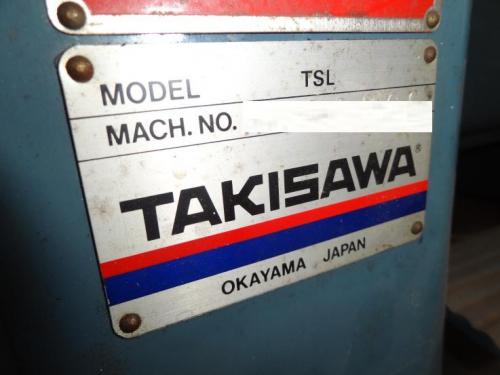 MODEL TSL
MACH. NO.
TAKISAWA®
OKAYAMA JAPAN